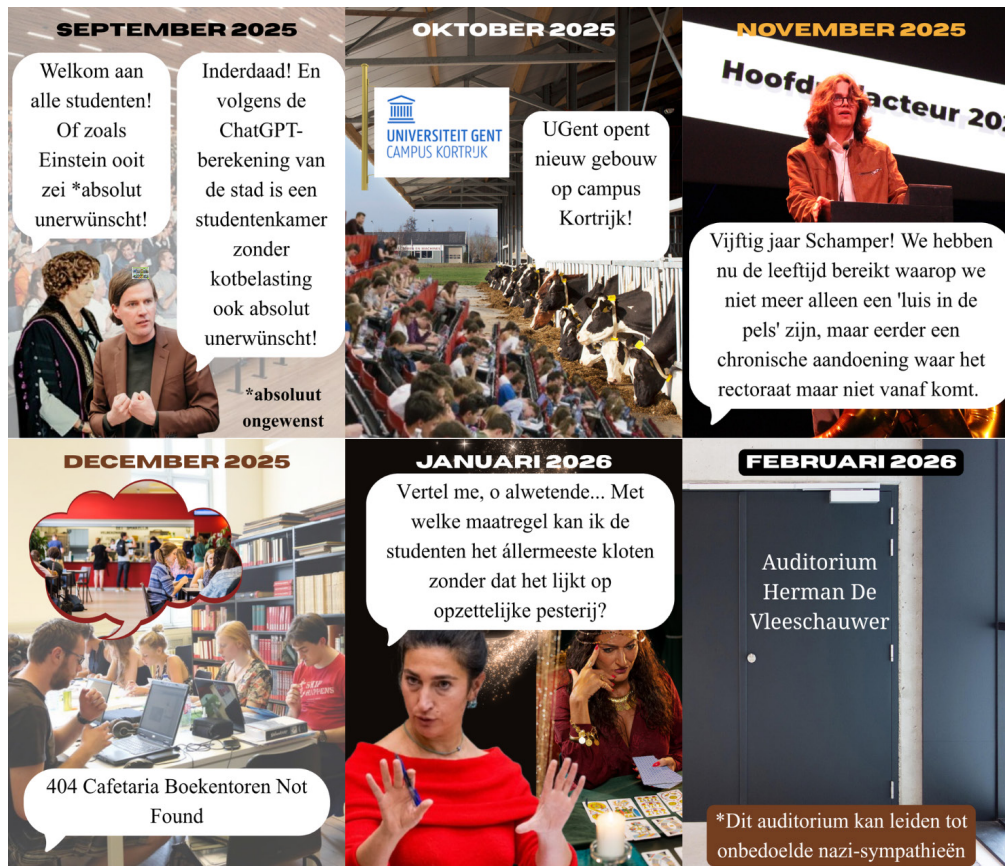 SEPTEMBER 2025
Welkom aan
alle studenten!
Of zoals
Einstein ooit
zei *absolut
unerwünscht!
Inderdaad! En
volgens de
ChatGPT-
berekening van
de stad is een
studentenkamer
zonder
kotbelasting
ook absolut
unerwünscht!
*absoluut
ongewenst
OKTOBER 2025
UNIVERSITEIT GENT
CAMPUS KORTRIJK
UGent opent
nieuw gebouw
op campus
Kortrijk!
NOVEMBER 2025
Hoofdr acteur 202
Vijftig jaar Schamper! We hebben
nu de leeftijd bereikt waarop we
niet meer alleen een 'luis in de
pels' zijn, maar eerder een
chronische aandoening waar het
rectoraat maar niet vanaf komt.
DECEMBER 2025
404 Cafetaria Boekentoren Not
Found
JANUARI 2026
Vertel me, o alwetende... Met
welke maatregel kan ik de
studenten het állermeeste kloten
zonder dat het lijkt op
opzettelijke pesterij?
FEBRUARI 2026
Auditorium
Herman De
Vleeschauwer
*Dit auditorium kan leiden tot
onbedoelde nazi-sympathieën